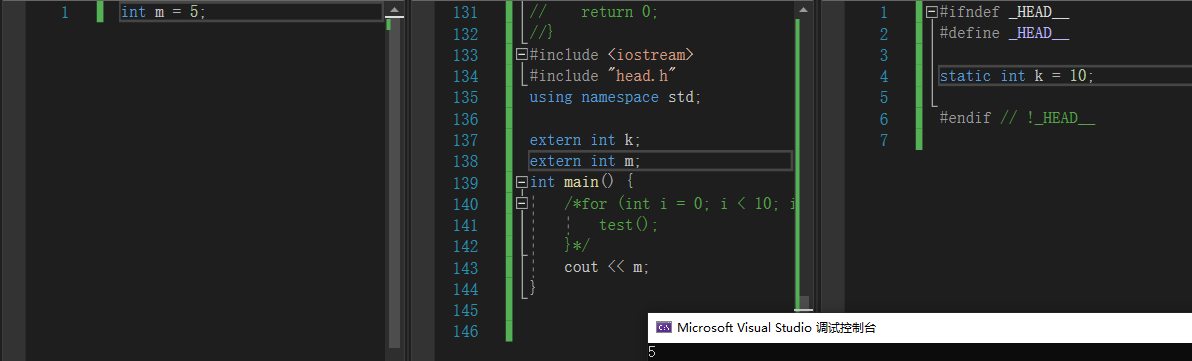 1 int m = 5;
131 //    return 0;
132 //}
133 #include <iostream>
134 #include "head.h"
135 using namespace std;
136
137 extern int k;
138 extern int m;
139 int main() {
140     /*for (int i = 0; i < 10; i
141         test();
142     }*/
143     cout << m;
144 }
145
146
1 #ifndef _HEAD__
2 #define _HEAD__
3
4 static int k = 10;
5
6 #endif // !_HEAD__
7
C:\ Microsoft Visual Studio 调试控制台
5